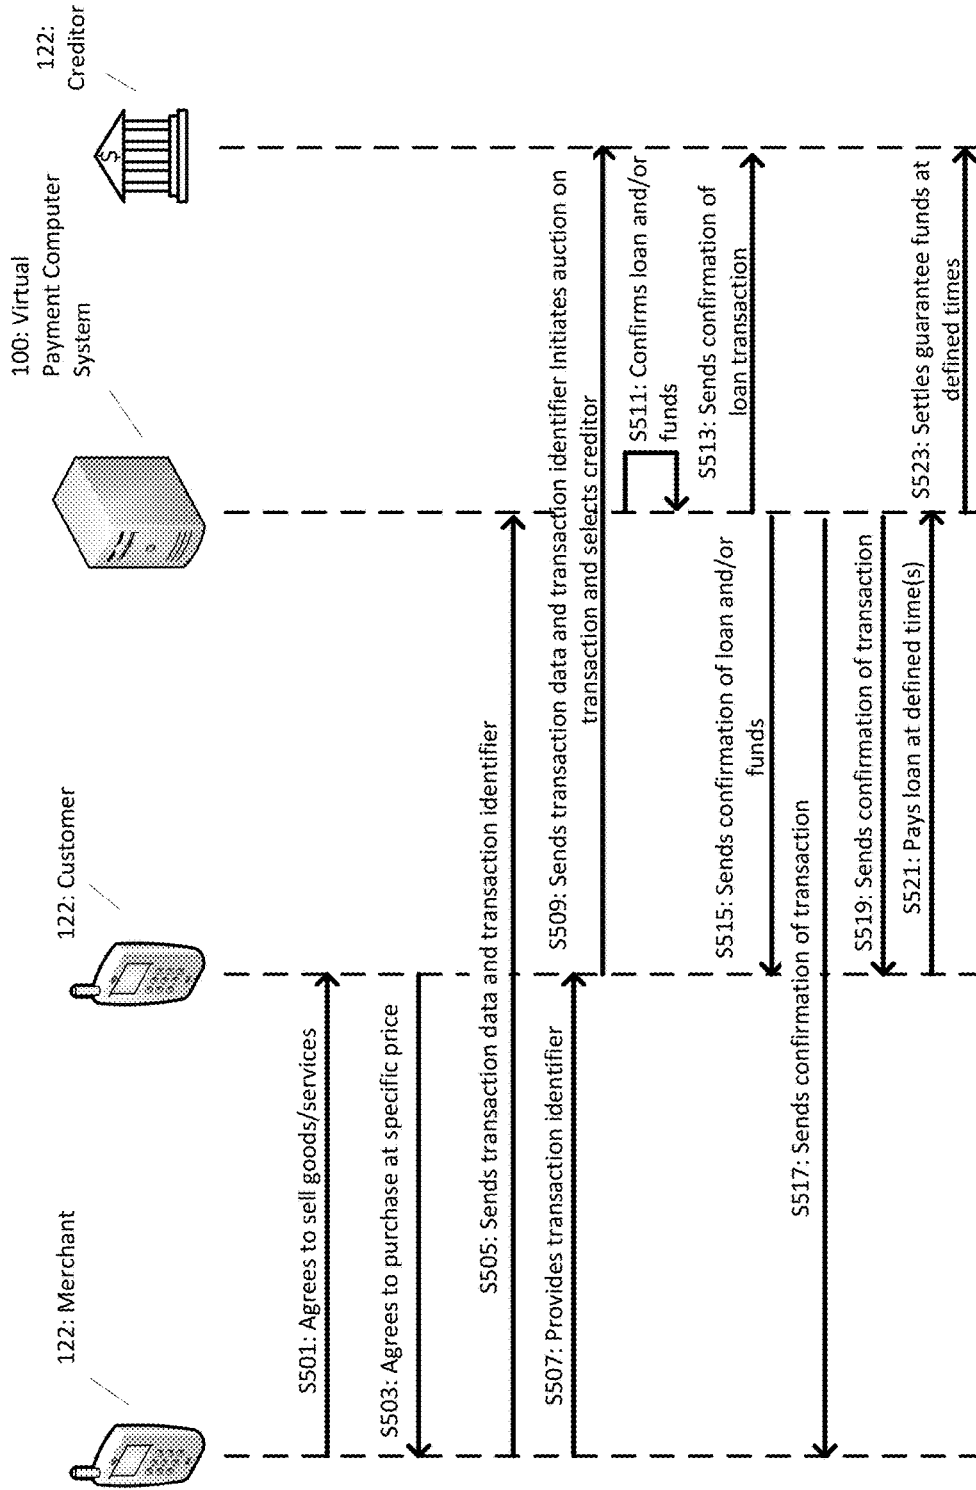 122: Merchant
122: Customer
100: Virtual
Payment Computer
System
122:
Creditor
$
S501: Agrees to sell goods/services
S503: Agrees to purchase at specific price
S505: Sends transaction data and transaction identifier
S507: Provides transaction identifier
S509: Sends transaction data and transaction identifier Initiates auction on
transaction and selects creditor
S511: Confirms loan and/or
funds
S513: Sends confirmation of
loan transaction
S515: Sends confirmation of loan and/or
funds
S517: Sends confirmation of transaction
S519: Sends confirmation of transaction
S521: Pays loan at defined time(s)
S523: Settles guarantee funds at
defined times